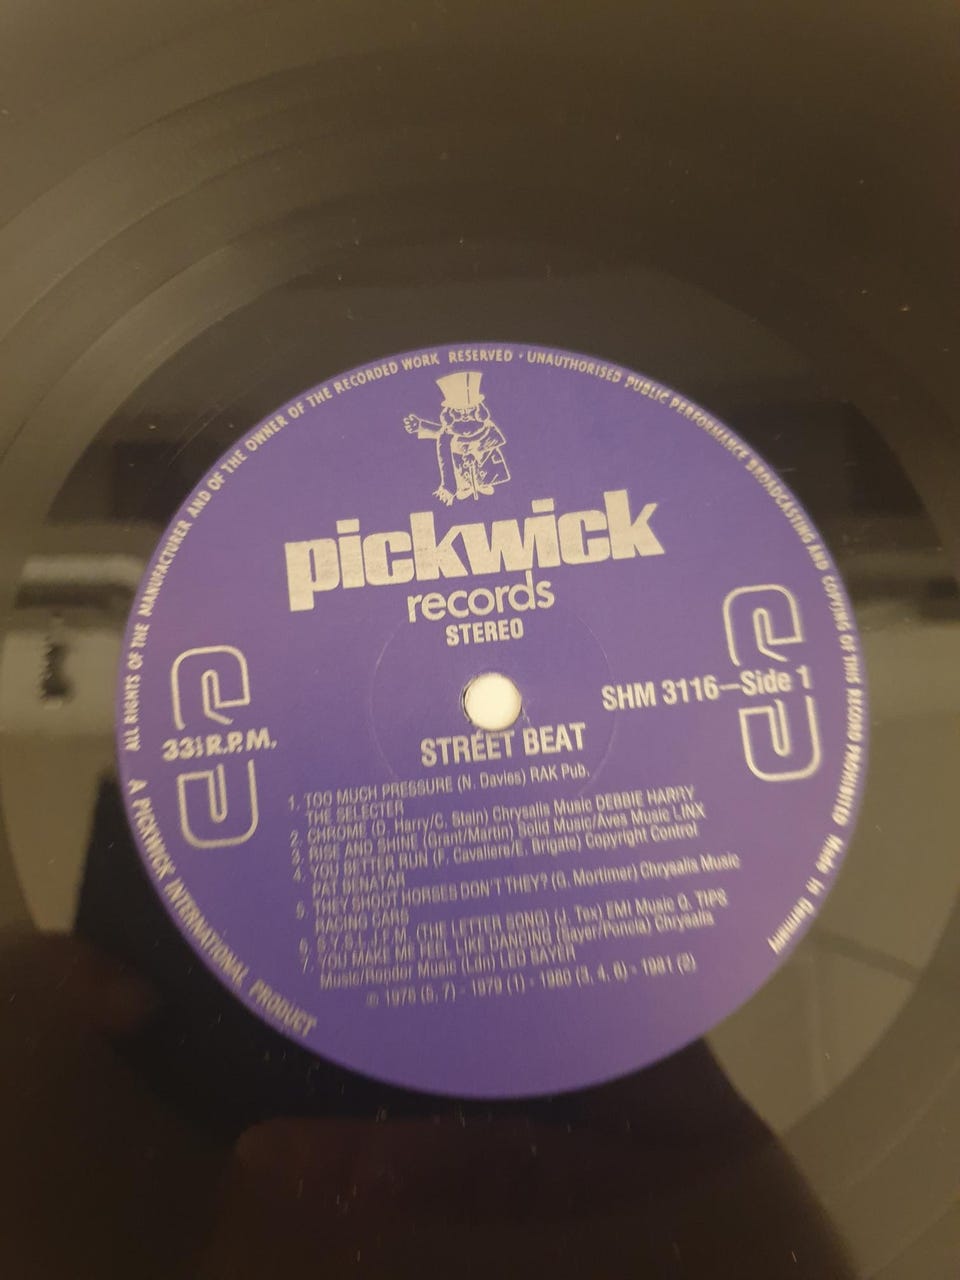 ALL RIGHTS OF THE MANUFACTURER AND OF THE OWNER OF THE RECORDED WORK RESERVED · UNAUTHORISED PUBLIC PERFORMANCE BROADCASTING AND COPYING OF THIS RECORD PROHIBITED Made in
pickwick
records
STEREO
33⅓ R.P.M.
SHM 3116—Side 1
STREET BEAT
1. TOO MUCH PRESSURE (N. Davies) RAK Pub.
THE SELECTER
2. CHROME (D. Harry/C. Stein) Chrysalis Music DEBBIE HARRY
3. RISE AND SHINE (Grant/Martin) Solid Music/Aves Music LINX
4. YOU BETTER RUN (F. Cavaliere/E. Brigate) Copyright Control
PAT BENATAR
5. THEY SHOOT HORSES DON'T THEY? (G. Mortimer) Chrysalis Music
RACING CARS
6. S.Y.S.L.J.F.M. (THE LETTER SONG) (J. Tex) EMI Music Q. TIPS
7. YOU MAKE ME FEEL LIKE DANCING (Sayer/Poncia) Chrysalis
Music/Rondor Music (Lon) LEO SAYER
℗ 1976 (5, 7) - 1979 (1) - 1980 (3, 4, 6) - 1981 (2)
A PICKWICK INTERNATIONAL PRODUCT